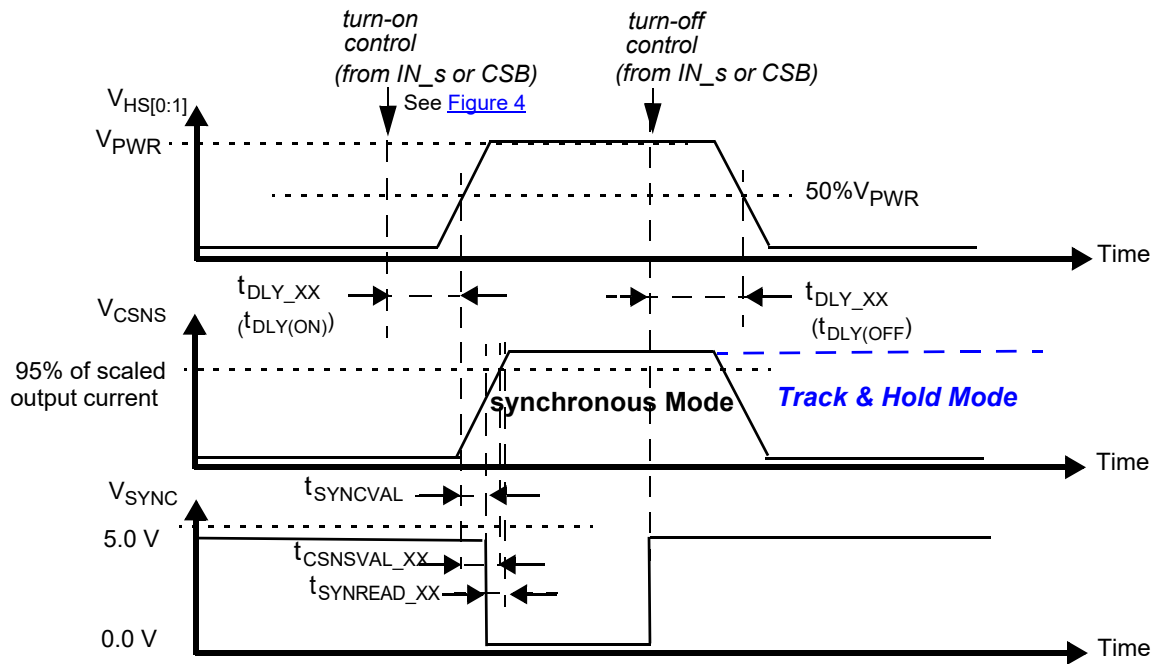 turn-on
control
(from IN_s or CSB)
See Figure 4
turn-off
control
(from IN_s or CSB)
VHS[0:1]
VPWR
50%VPWR
Time
tDLY_XX
(tDLY(ON))
tDLY_XX
(tDLY(OFF)
VCSNS
95% of scaled
output current
synchronous Mode
Track & Hold Mode
Time
VSYNC
tSYNCVAL
5.0 V
tCSNSVAL_XX
tSYNREAD_XX
0.0 V
Time